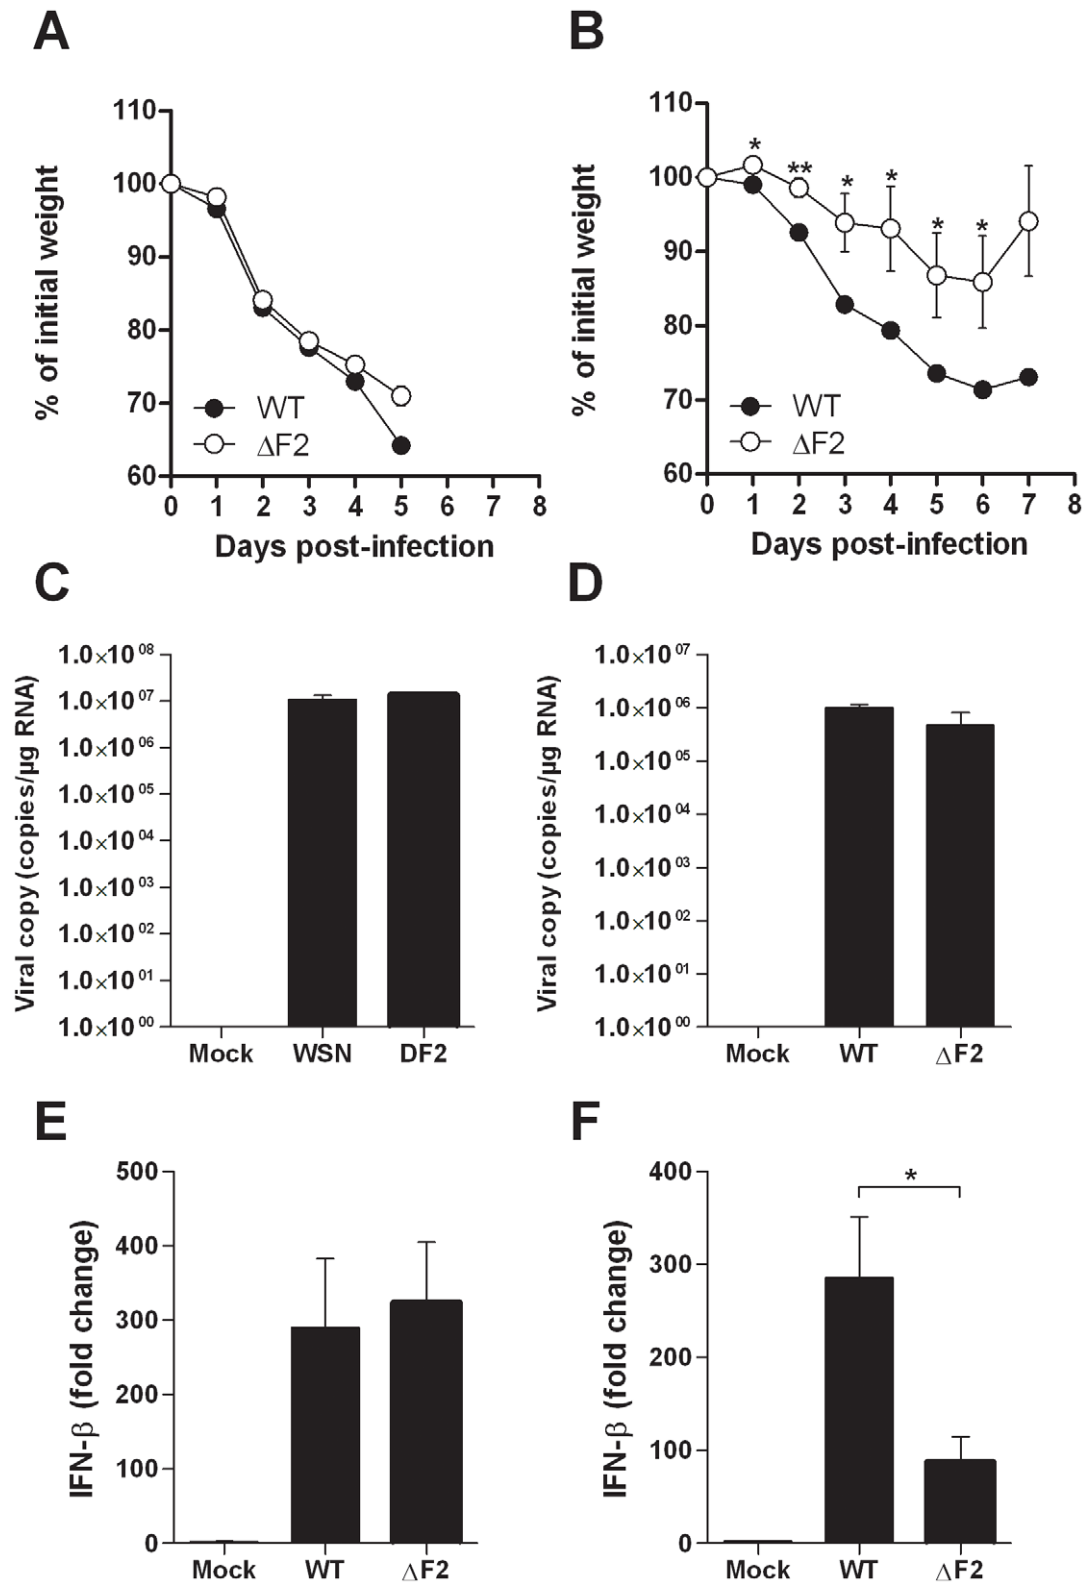 A
110
100
90
80
70
60
% of initial weight
WT
ΔF2
0 1 2 3 4 5 6 7 8
Days post-infection
B
110
100
90
80
70
60
% of initial weight
* ** * * * *
WT
ΔF2
0 1 2 3 4 5 6 7 8
Days post-infection
C
1.0×10 08
1.0×10 07
1.0×10 06
1.0×10 05
1.0×10 04
1.0×10 03
1.0×10 02
1.0×10 01
1.0×10 00
Viral copy (copies/µg RNA)
Mock WSN DF2
D
1.0×10 07
1.0×10 06
1.0×10 05
1.0×10 04
1.0×10 03
1.0×10 02
1.0×10 01
1.0×10 00
Viral copy (copies/µg RNA)
Mock WT ΔF2
E
500
400
300
200
100
0
IFN-β (fold change)
Mock WT ΔF2
F
400
300
200
100
0
IFN-β (fold change)
*
Mock WT ΔF2